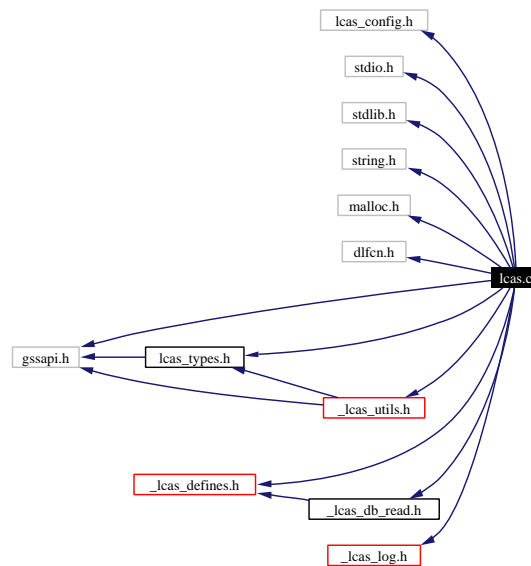 lcas_config.h
stdio.h
stdlib.h
string.h
malloc.h
dlfcn.h
lcas.c
gssapi.h
lcas_types.h
_lcas_utils.h
_lcas_defines.h
_lcas_db_read.h
_lcas_log.h